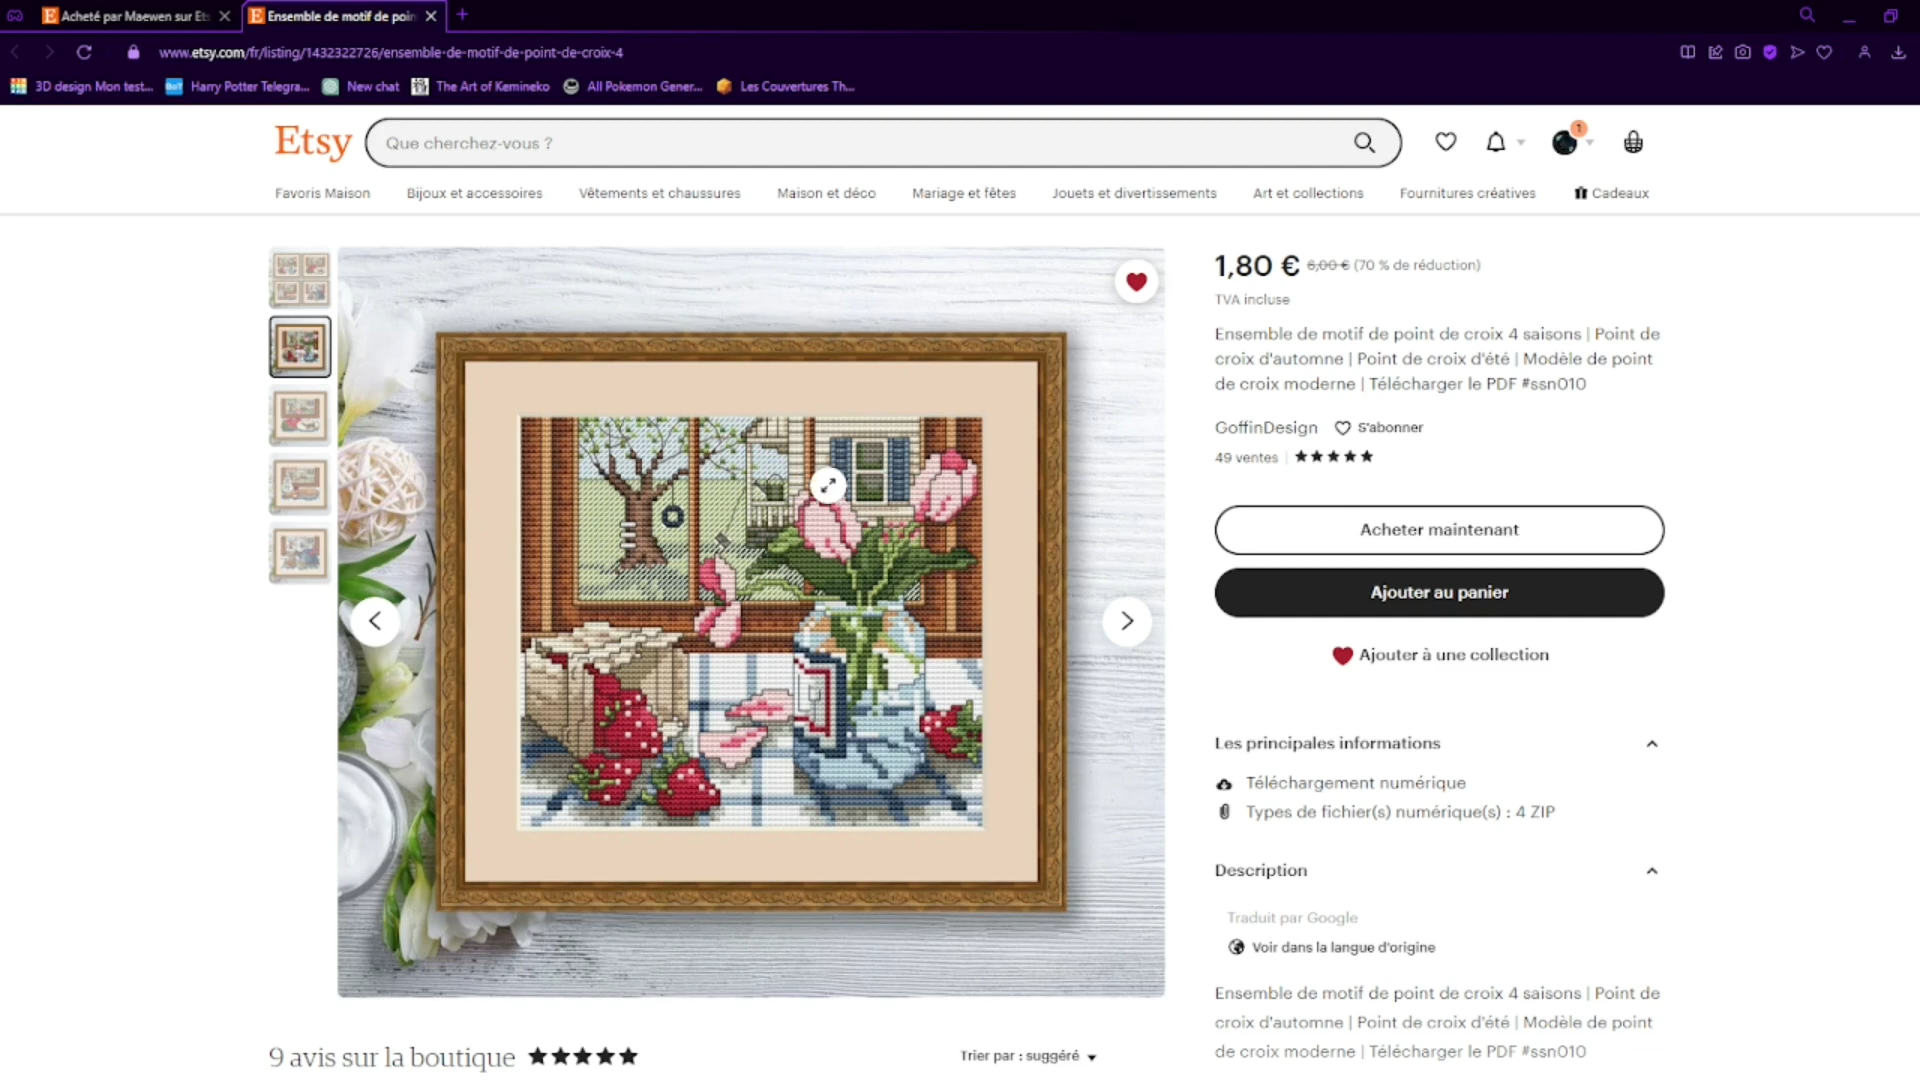 Acheté par Maewen sur Ets
Ensemble de motif de poin
www.etsy.com/fr/listing/1432322726/ensemble-de-motif-de-point-de-croix-4
3D design Mon test...
Harry Potter Telegra...
New chat
The Art of Kemineko
All Pokemon Gener...
Les Couvertures Th...
Etsy
Que cherchez-vous ?
1
Favoris Maison
Bijoux et accessoires
Vêtements et chaussures
Maison et déco
Mariage et fêtes
Jouets et divertissements
Art et collections
Fournitures créatives
Cadeaux
1,80 € 6,00 € (70 % de réduction)
TVA incluse
Ensemble de motif de point de croix 4 saisons | Point de
croix d'automne | Point de croix d'été | Modèle de point
de croix moderne | Télécharger le PDF #ssn010
GoffinDesign S'abonner
49 ventes
Acheter maintenant
Ajouter au panier
Ajouter à une collection
Les principales informations
Téléchargement numérique
Types de fichier(s) numérique(s) : 4 ZIP
Description
Traduit par Google
Voir dans la langue d'origine
Ensemble de motif de point de croix 4 saisons | Point de
croix d'automne | Point de croix d'été | Modèle de point
de croix moderne | Télécharger le PDF #ssn010
9 avis sur la boutique
Trier par : suggéré